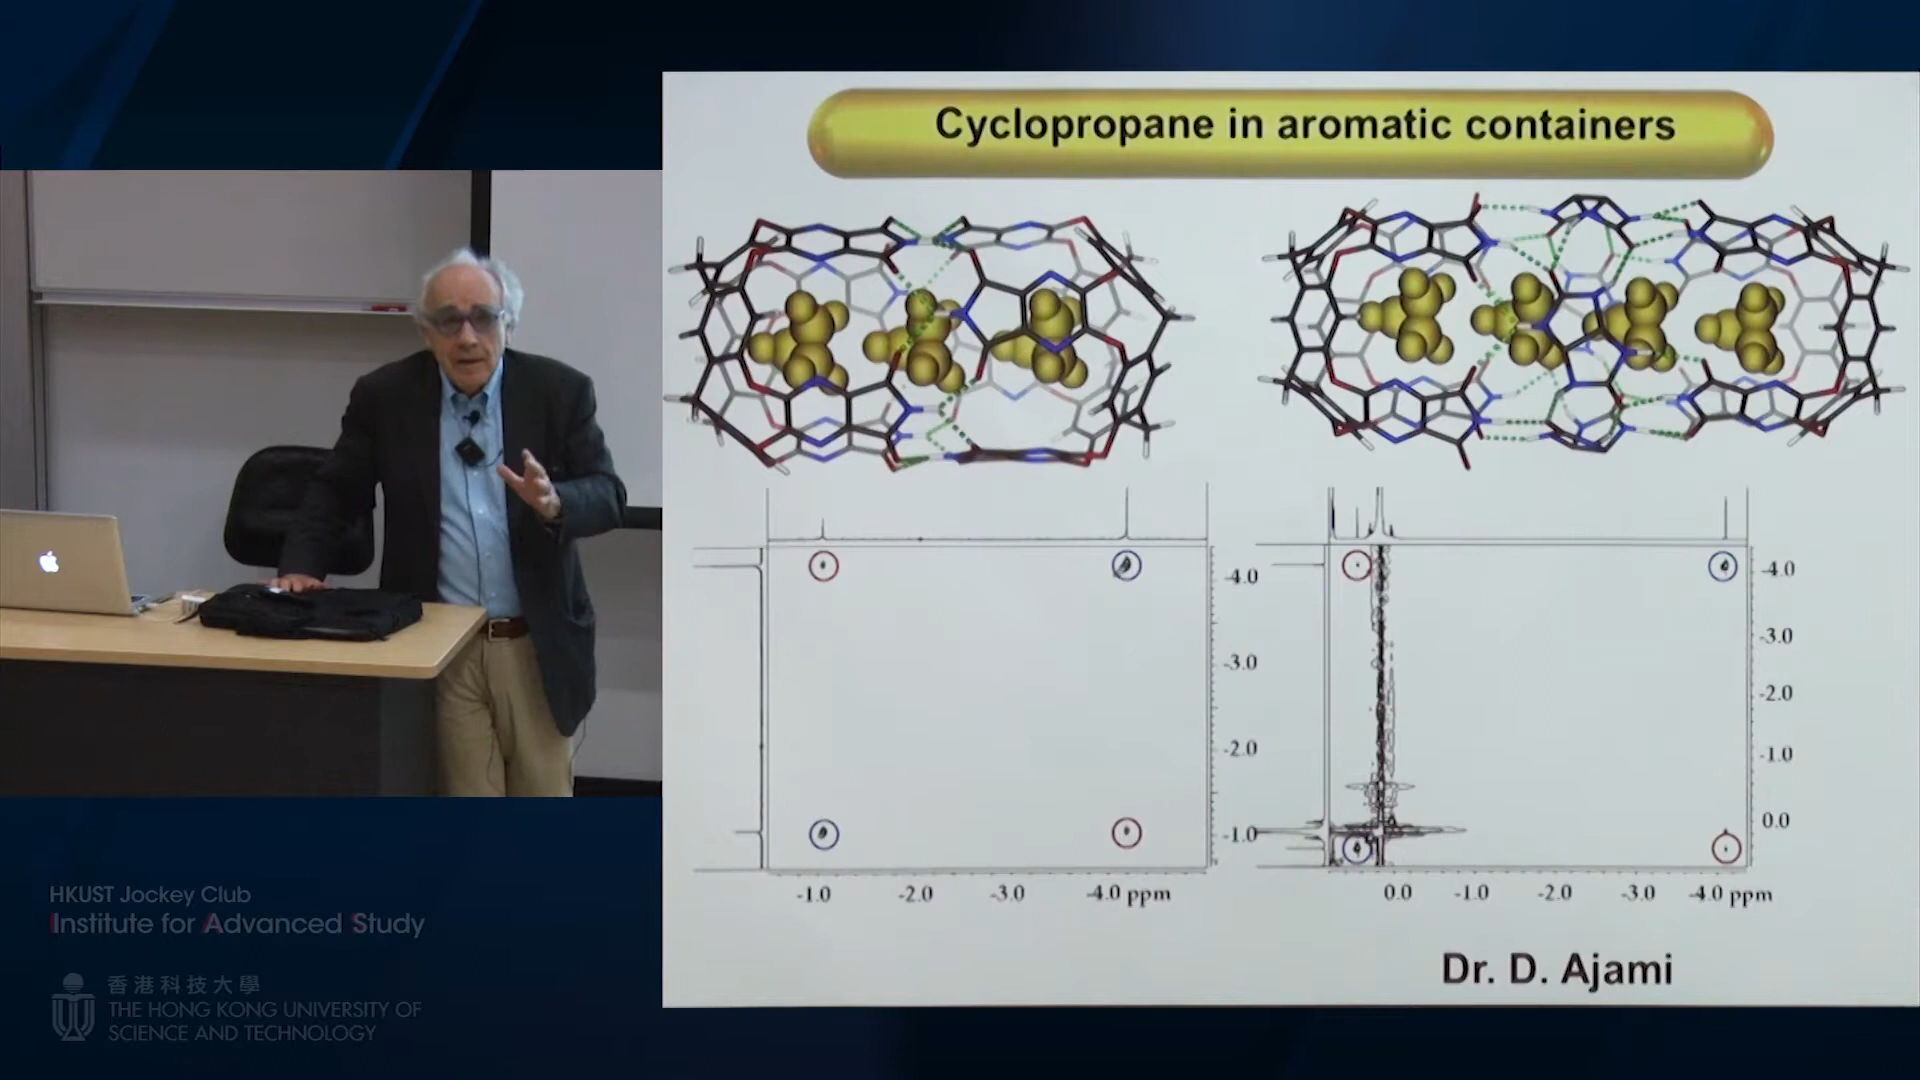 Cyclopropane in aromatic containers
-4.0
-3.0
-2.0
-1.0
-1.0 -2.0 -3.0 -4.0 ppm
-4.0
-3.0
-2.0
-1.0
0.0
0.0 -1.0 -2.0 -3.0 -4.0 ppm
Dr. D. Ajami
HKUST Jockey Club
Institute for Advanced Study
香港科技大學
THE HONG KONG UNIVERSITY OF
SCIENCE AND TECHNOLOGY